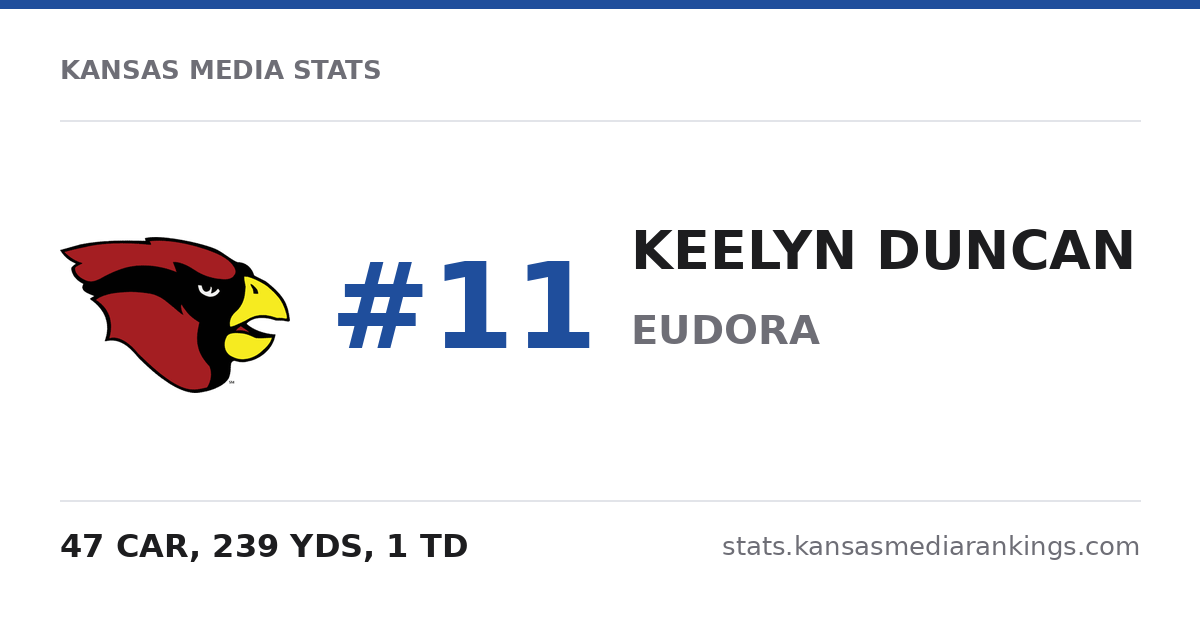 KANSAS MEDIA STATS
#11
KEELYN DUNCAN
EUDORA
47 CAR, 239 YDS, 1 TD
stats.kansasmediarankings.com